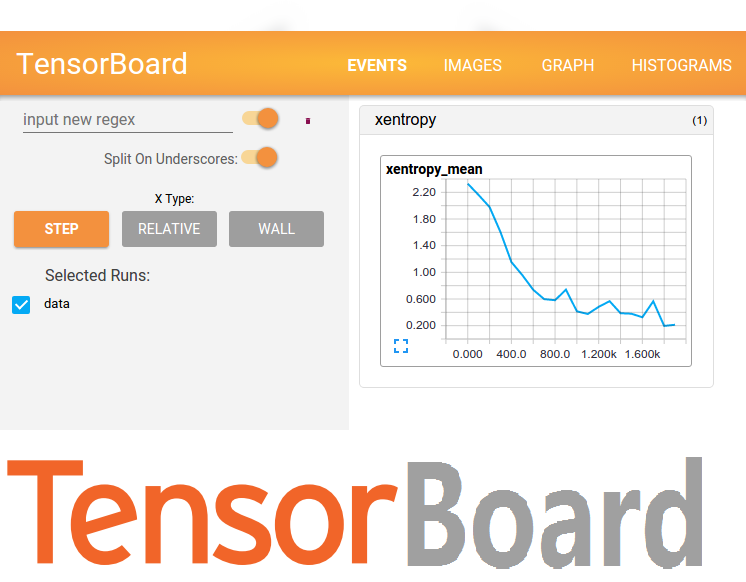 TensorBoard
EVENTS
IMAGES
GRAPH
HISTOGRAMS
input new regex
Split On Underscores:
X Type:
STEP
RELATIVE
WALL
Selected Runs:
data
xentropy
(1)
xentropy_mean
2.20
1.80
1.40
1.00
0.600
0.200
0.000
400.0
800.0
1.200k
1.600k
TensorBoard